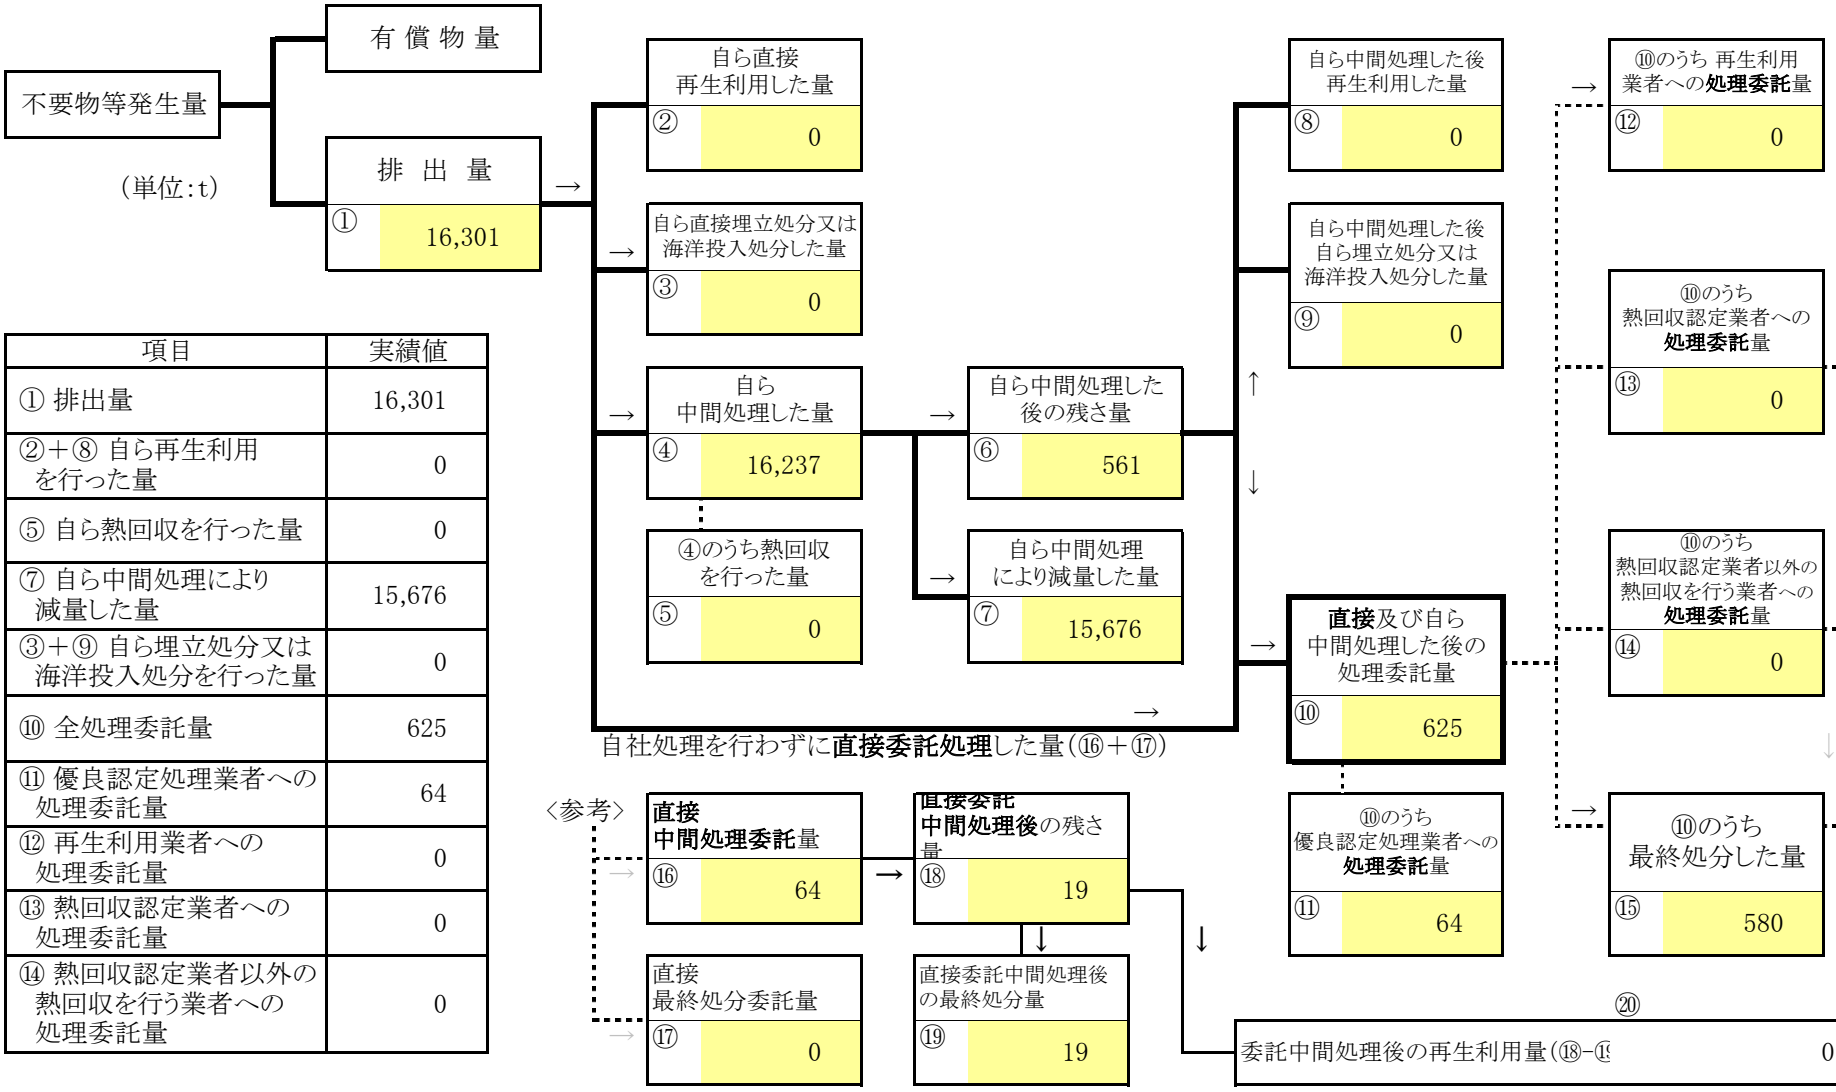 有 償 物 量
不要物等発生量
(単位:t)
排 出 量
→
① 16,301
自ら直接
再生利用した量
② 0
→
自ら直接埋立処分又は
海洋投入処分した量
③ 0
→
自ら
中間処理した量
④ 16,237
④のうち熱回収
を行った量
⑤ 0
→
自ら中間処理した
後の残さ量
⑥ 561
→
自ら中間処理
により減量した量
⑦ 15,676
自ら中間処理した後
再生利用した量
⑧ 0
自ら中間処理した後
自ら埋立処分又は
海洋投入処分した量
⑨ 0
↑
↓
→
直接及び自ら
中間処理した後の
処理委託量
⑩ 625
→
自社処理を行わずに直接委託処理した量(⑯+⑰)
⑩のうち
優良認定処理業者への
処理委託量
⑪ 64
→
⑩のうち 再生利用
業者への処理委託量
⑫ 0
⑩のうち
熱回収認定業者への
処理委託量
⑬ 0
⑩のうち
熱回収認定業者以外の
熱回収を行う業者への
処理委託量
⑭ 0
↓
→
⑩のうち
最終処分した量
⑮ 580
項目 実績値
① 排出量 16,301
②+⑧ 自ら再生利用
を行った量 0
⑤ 自ら熱回収を行った量 0
⑦ 自ら中間処理により
減量した量 15,676
③+⑨ 自ら埋立処分又は
海洋投入処分を行った量 0
⑩ 全処理委託量 625
⑪ 優良認定処理業者への
処理委託量 64
⑫ 再生利用業者への
処理委託量 0
⑬ 熱回収認定業者への
処理委託量 0
⑭ 熱回収認定業者以外の
熱回収を行う業者への
処理委託量 0
<参考>
→
直接
中間処理委託量
⑯ 64
→
直接委託
中間処理後の残さ
量
⑱ 19
↓
↓
→
直接
最終処分委託量
⑰ 0
直接委託中間処理後
の最終処分量
⑲ 19
⑳
委託中間処理後の再生利用量(⑱-⑲ 0